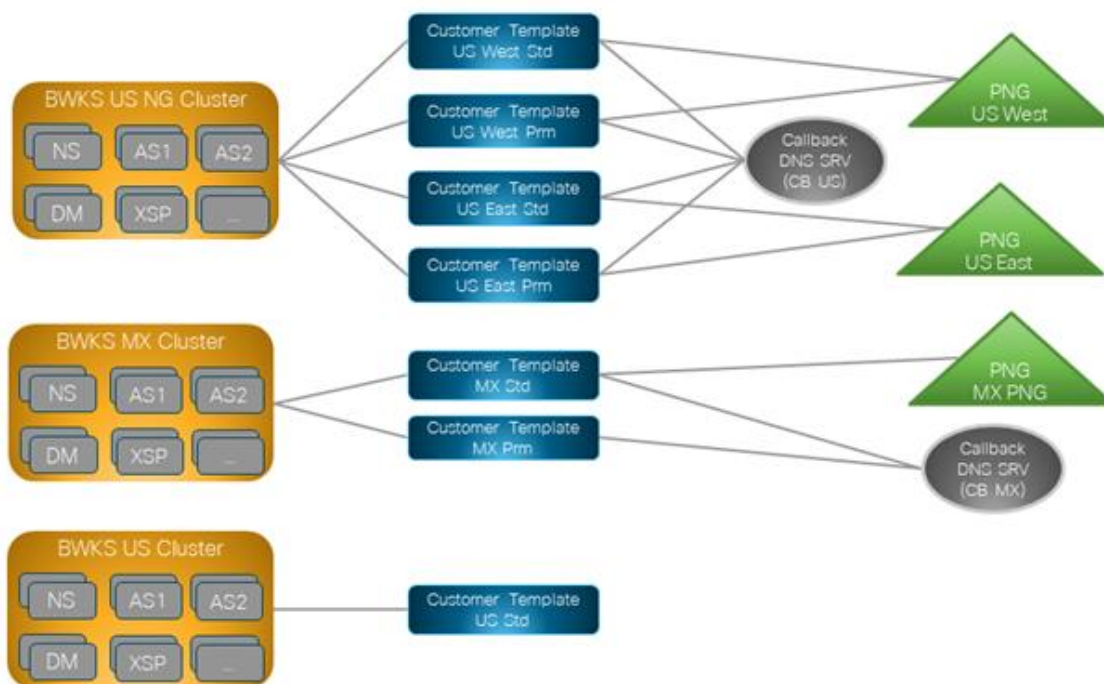 BWKS US NG Cluster
NS
AS1
AS2
DM
XSP
...
Customer Template
US West Std
Customer Template
US West Prm
Customer Template
US East Std
Customer Template
US East Prm
Callback
DNS SRV
(CB US)
PNG
US West
PNG
US East
BWKS MX Cluster
NS
AS1
AS2
DM
XSP
...
Customer Template
MX Std
Customer Template
MX Prm
PNG
MX PNG
Callback
DNS SRV
(CB MX)
BWKS US Cluster
NS
AS1
AS2
DM
XSP
...
Customer Template
US Std